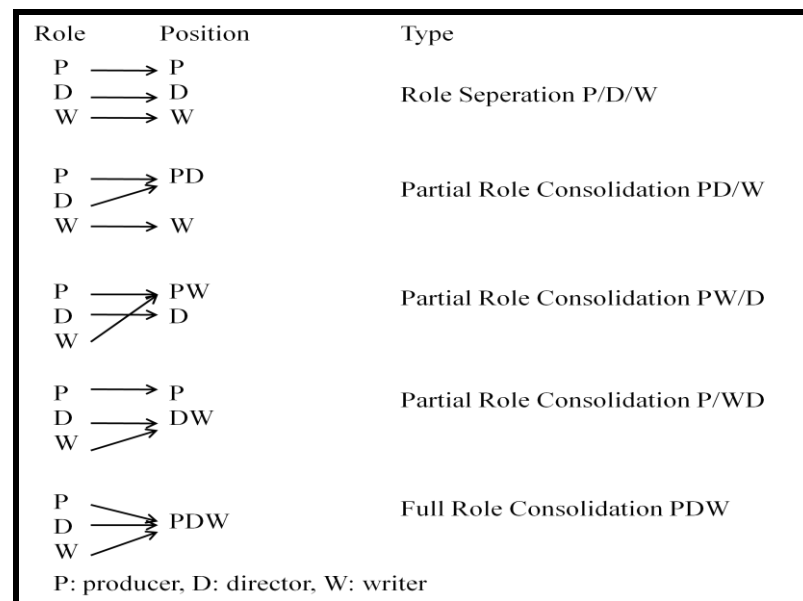 Role Position Type
P P
D D
W W
Role Seperation P/D/W
P PD
D
W W
Partial Role Consolidation PD/W
P PW
D D
W
Partial Role Consolidation PW/D
P P
D DW
W
Partial Role Consolidation P/WD
P
D PDW
W
Full Role Consolidation PDW
P: producer, D: director, W: writer